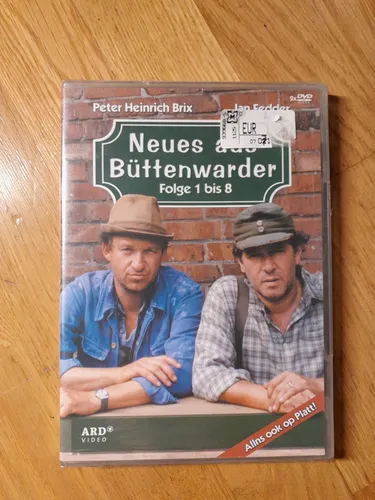 Peter Heinrich Brix
Jan Fedder
DVD
EUR
Neues aus
Büttenwarder
Folge 1 bis 8
Allns ook op Platt!
ARD
VIDEO